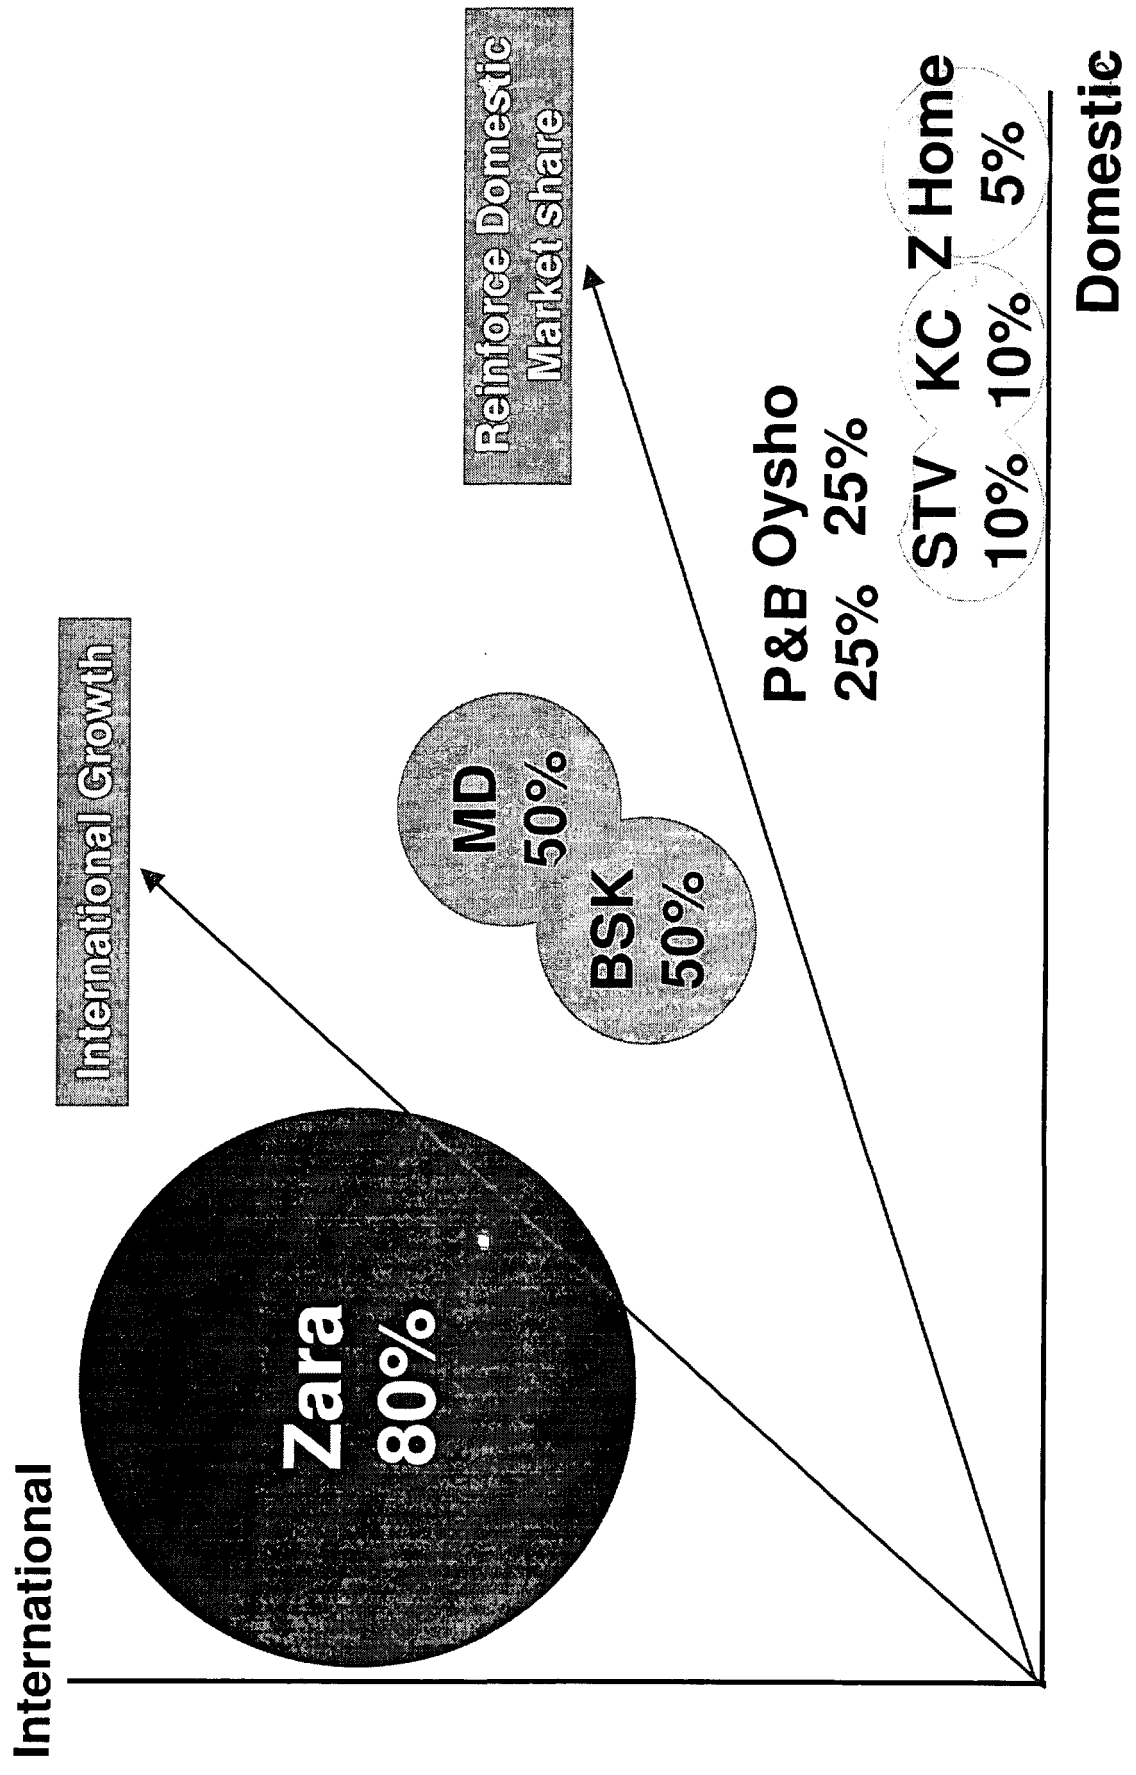 International
International Growth
Reinforce Domestic
Market share
Zara
80%
MD
50%
BSK
50%
P&B Oysho
25% 25%
STV KC Z Home
10% 10% 5%
Domestic